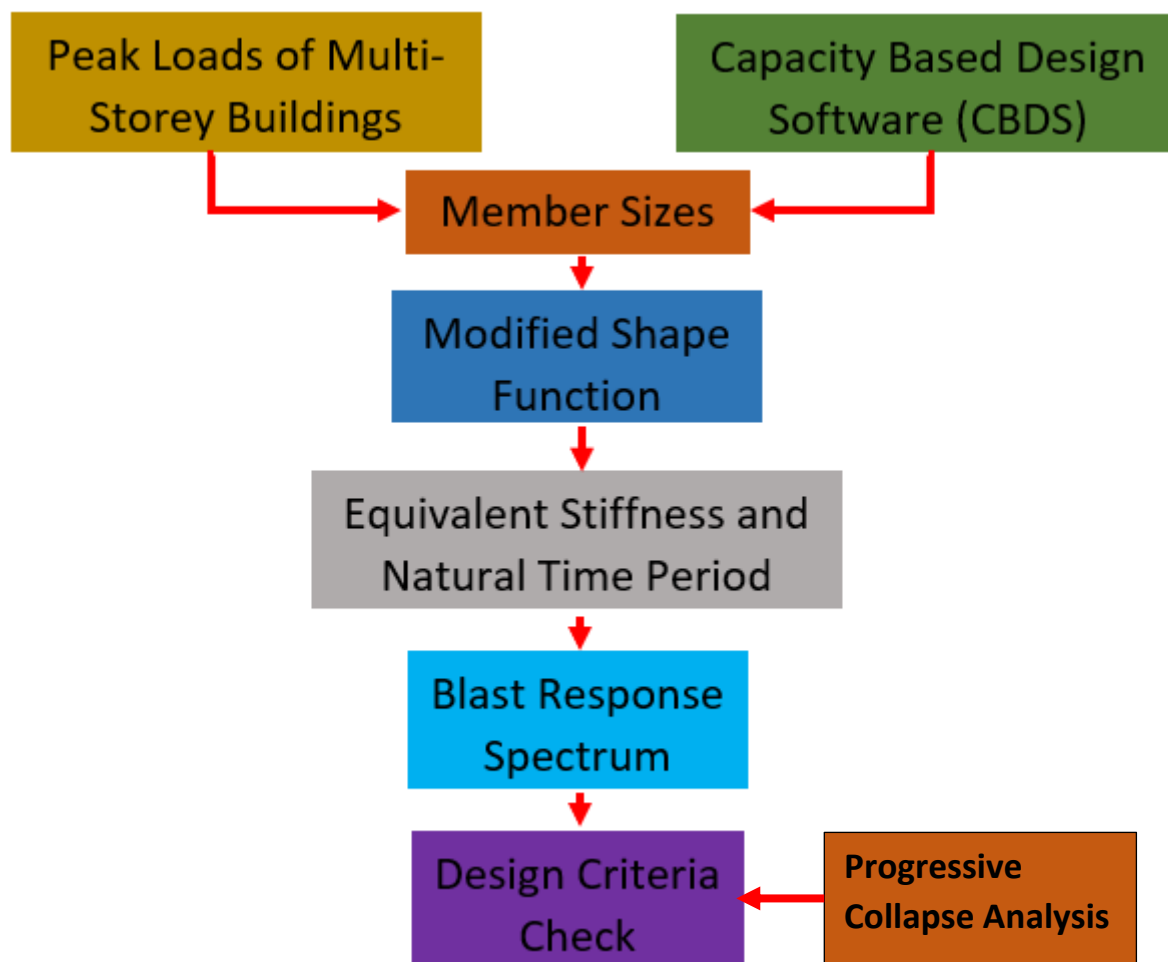 Peak Loads of Multi-
Storey Buildings
Capacity Based Design
Software (CBDS)
Member Sizes
Modified Shape
Function
Equivalent Stiffness and
Natural Time Period
Blast Response
Spectrum
Design Criteria
Check
Progressive
Collapse Analysis